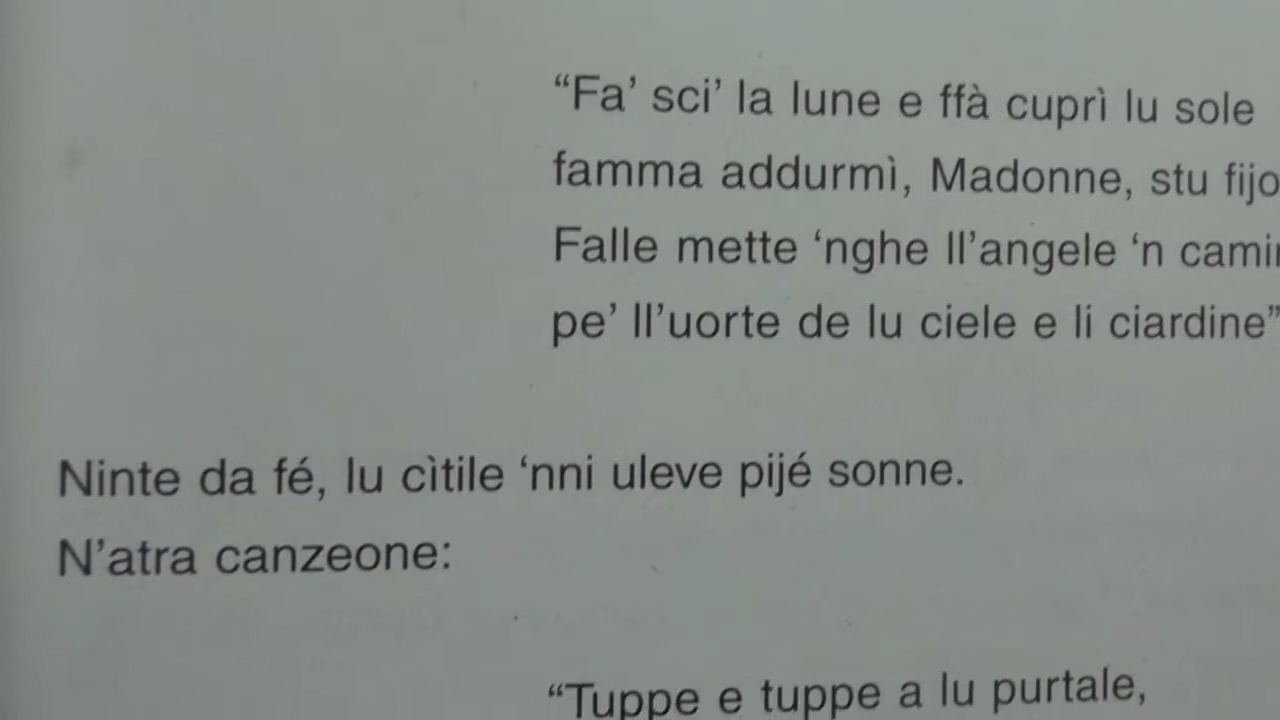 “Fa’ sci’ la lune e ffà cuprì lu sole
famma addurmì, Madonne, stu fijo
Falle mette ‘nghe ll’angele ‘n
pe’ ll’uorte de lu ciele e li ciardine”
Ninte da fé, lu cìtile ‘nni uleve pijé sonne.
N’atra canzeone:
“Tuppe e tuppe a lu purtale,